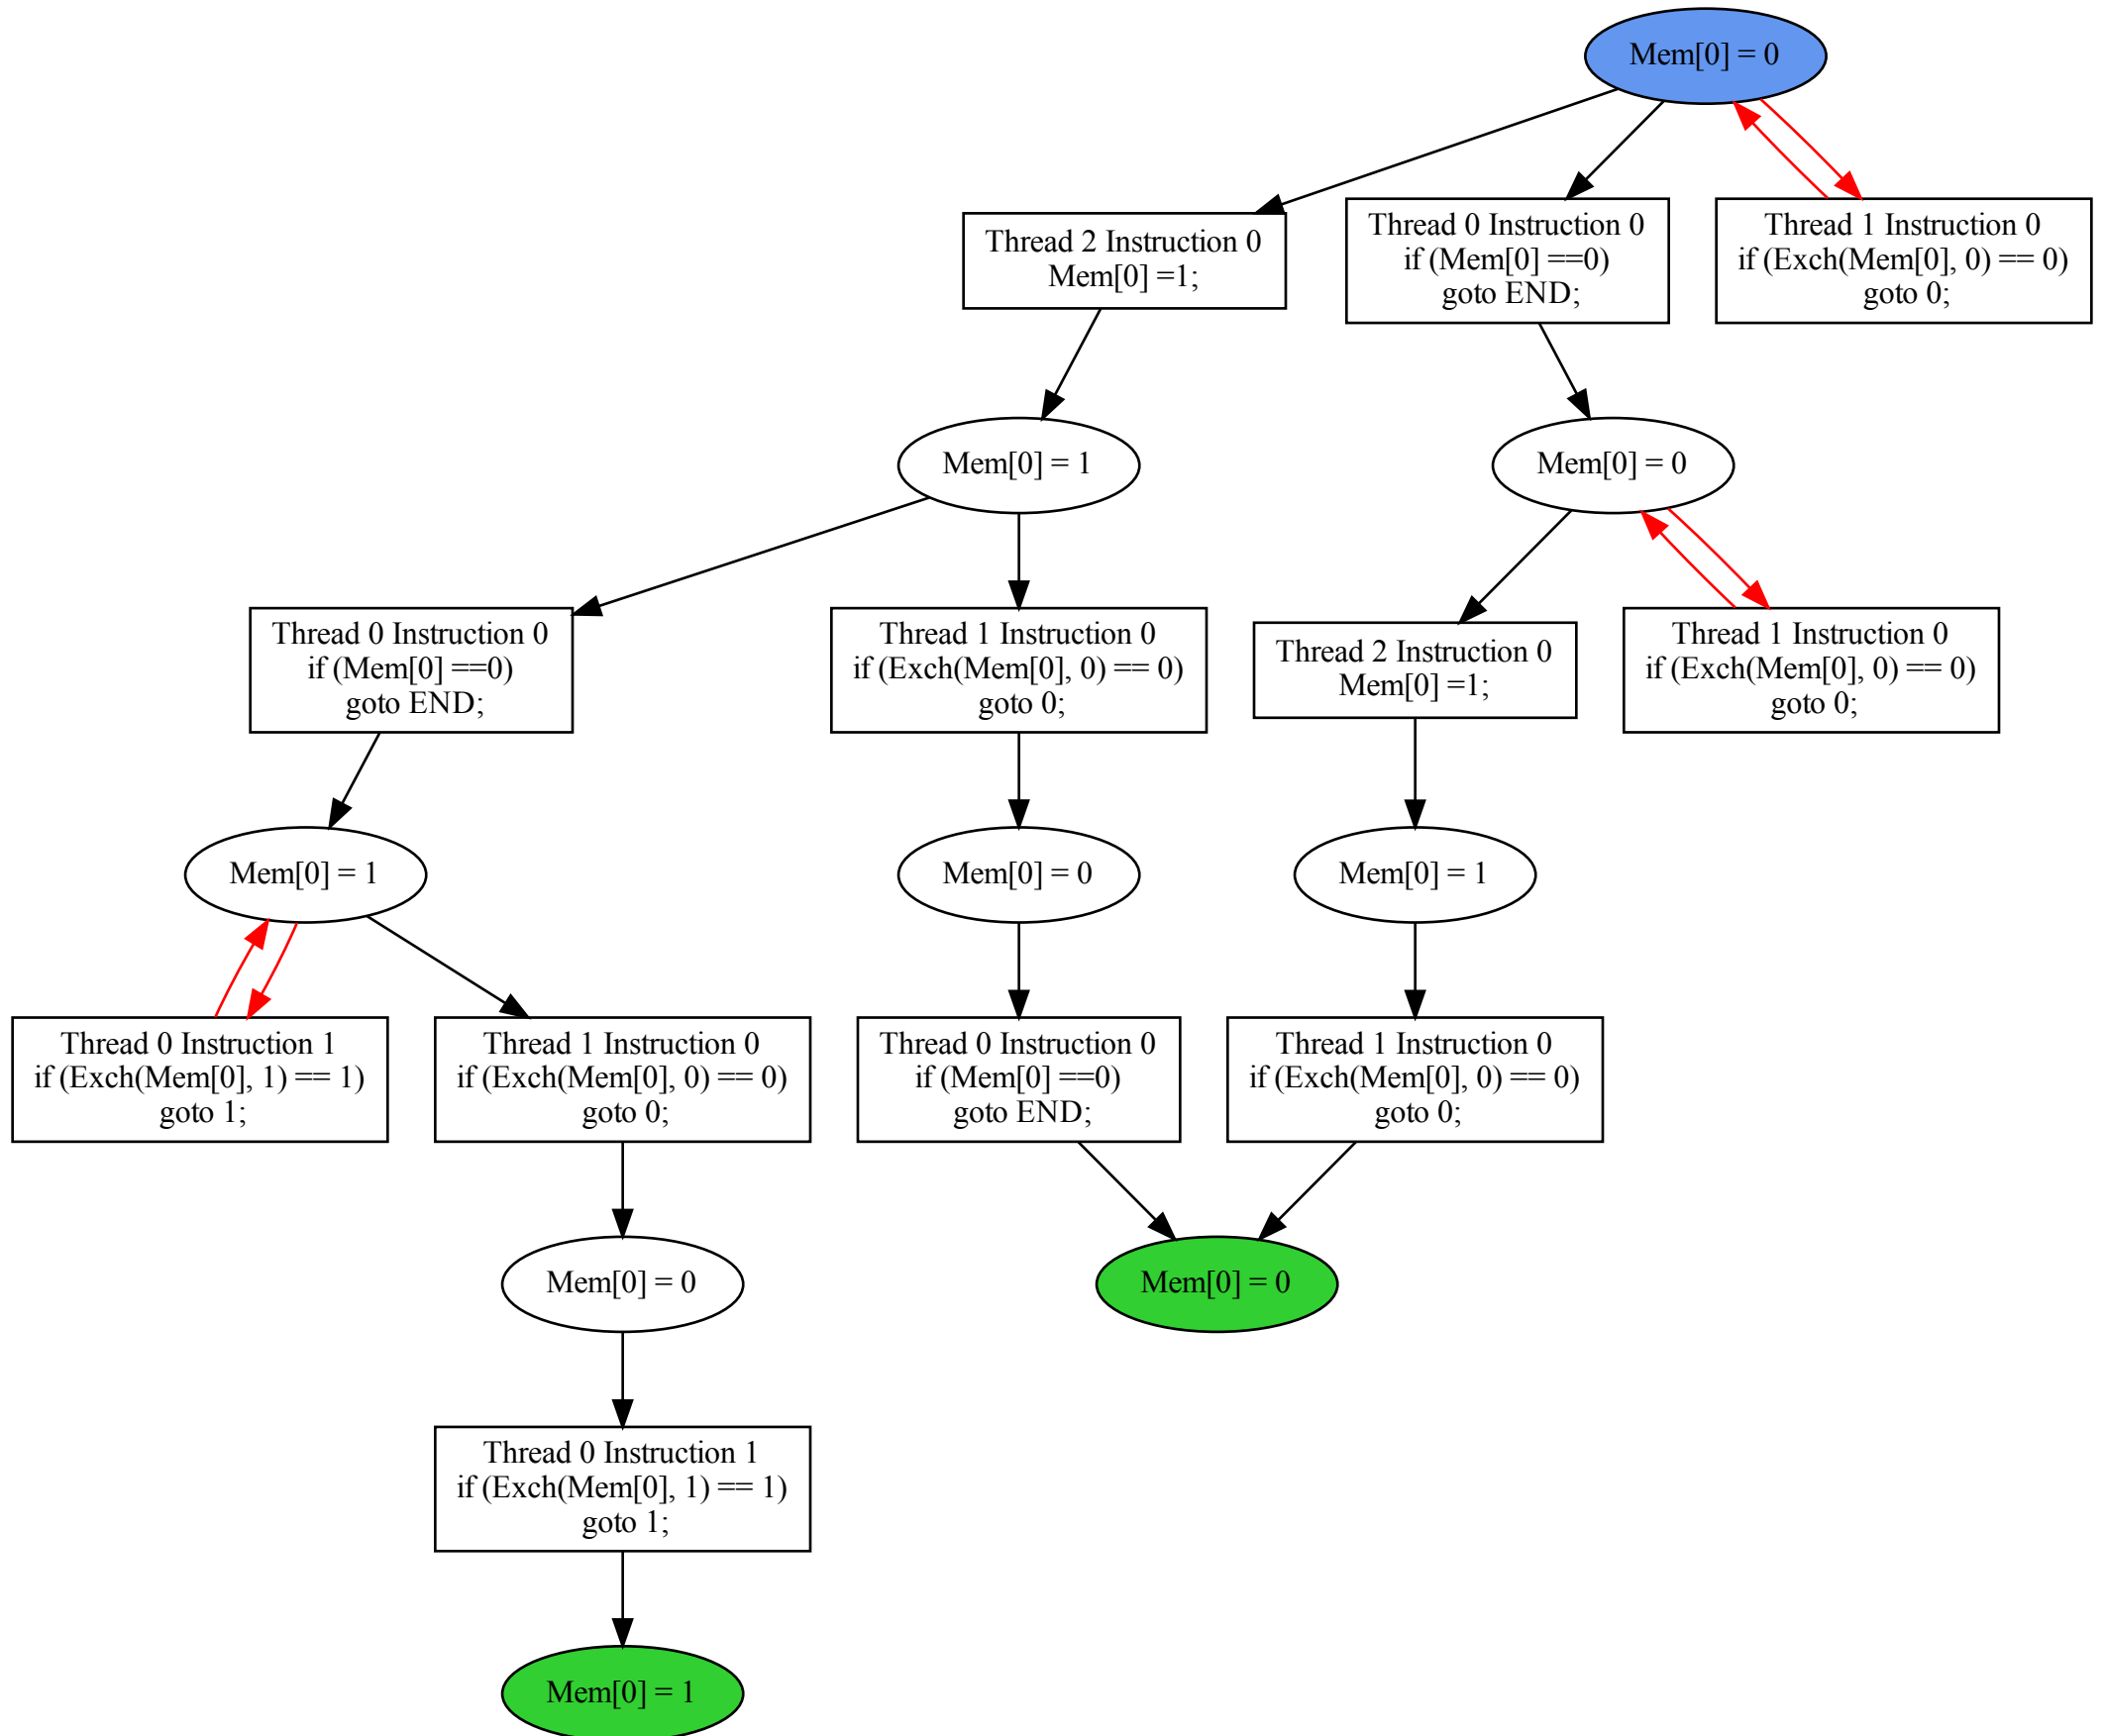 Mem[0] = 0
Thread 2 Instruction 0
Mem[0] =1;
Thread 0 Instruction 0
if (Mem[0] ==0)
goto END;
Thread 1 Instruction 0
if (Exch(Mem[0], 0) == 0)
goto 0;
Mem[0] = 1
Mem[0] = 0
Thread 0 Instruction 0
if (Mem[0] ==0)
goto END;
Thread 1 Instruction 0
if (Exch(Mem[0], 0) == 0)
goto 0;
Thread 2 Instruction 0
Mem[0] =1;
Thread 1 Instruction 0
if (Exch(Mem[0], 0) == 0)
goto 0;
Mem[0] = 1
Mem[0] = 0
Mem[0] = 1
Thread 0 Instruction 1
if (Exch(Mem[0], 1) == 1)
goto 1;
Thread 1 Instruction 0
if (Exch(Mem[0], 0) == 0)
goto 0;
Thread 0 Instruction 0
if (Mem[0] ==0)
goto END;
Thread 1 Instruction 0
if (Exch(Mem[0], 0) == 0)
goto 0;
Mem[0] = 0
Mem[0] = 0
Thread 0 Instruction 1
if (Exch(Mem[0], 1) == 1)
goto 1;
Mem[0] = 1